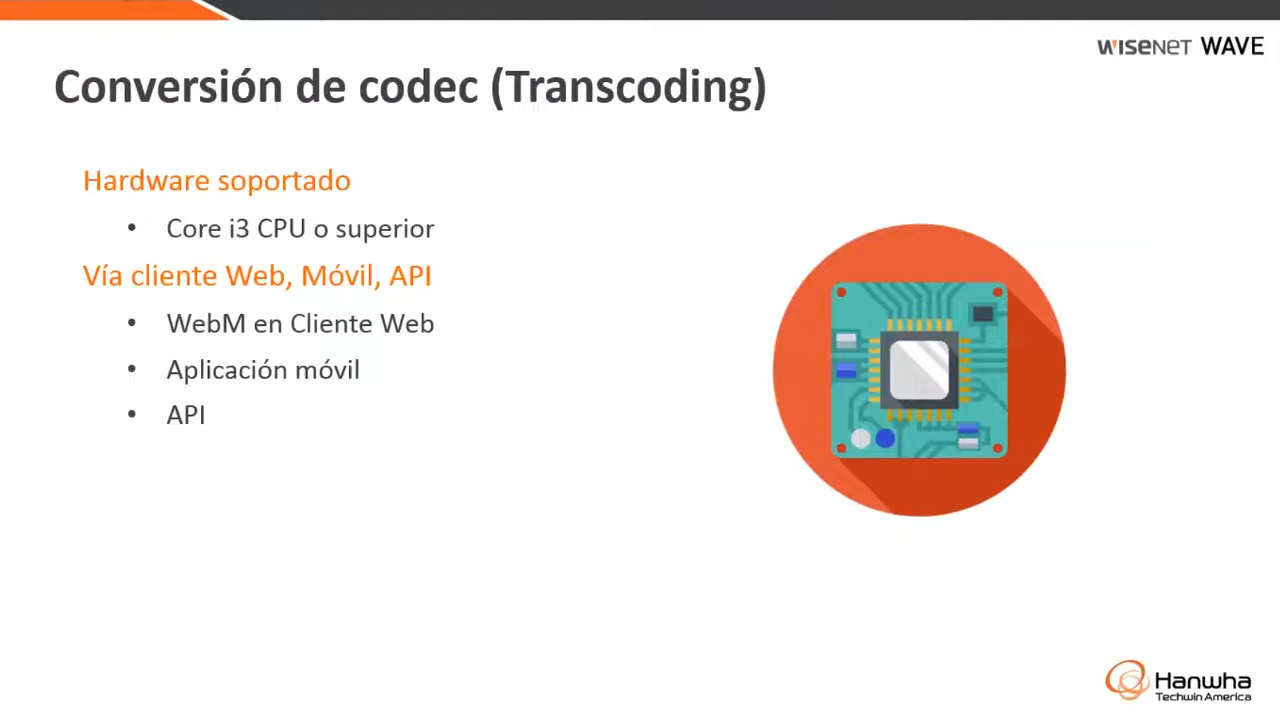 WISENET WAVE
Conversión de codec (Transcoding)
Hardware soportado
• Core i3 CPU o superior
Vía cliente Web, Móvil, API
• WebM en Cliente Web
• Aplicación móvil
• API
Hanwha
Techwin America